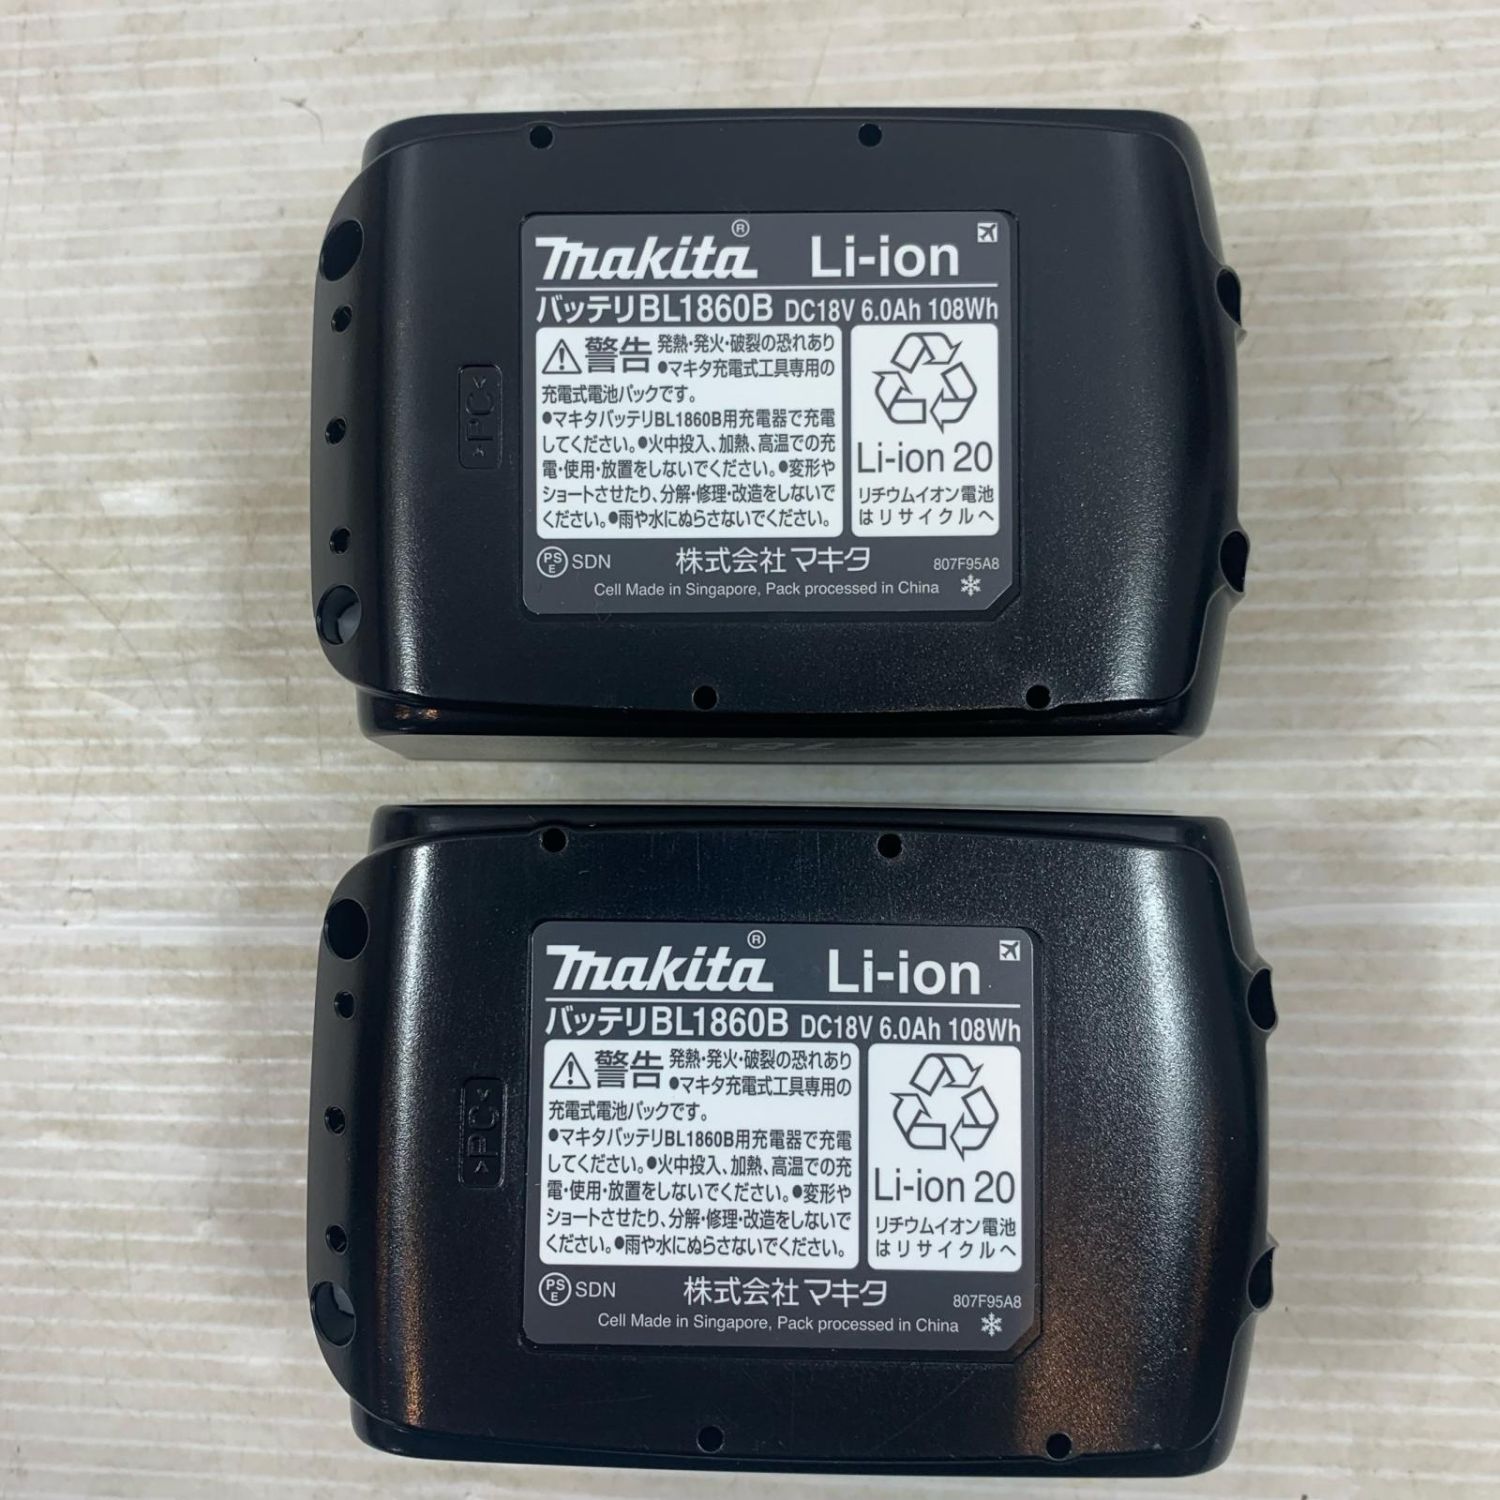 makita® Li-ion
バッテリBL1860B DC18V 6.0Ah 108Wh
警告 発熱・発火・破裂の恐れあり
●マキタ充電式工具専用の
充電式電池パックです。
●マキタバッテリBL1860B用充電器で充電
してください。●火中投入、加熱、高温での充
電・使用・放置をしないでください。●変形や
ショートさせたり、分解・修理・改造をしないで
ください。●雨や水にぬらさないでください。
Li-ion 20
リチウムイオン電池
はリサイクルへ
PSE SDN 株式会社マキタ 807F95A8
Cell Made in Singapore, Pack processed in China
>PC<
makita® Li-ion
バッテリBL1860B DC18V 6.0Ah 108Wh
警告 発熱・発火・破裂の恐れあり
●マキタ充電式工具専用の
充電式電池パックです。
●マキタバッテリBL1860B用充電器で充電
してください。●火中投入、加熱、高温での充
電・使用・放置をしないでください。●変形や
ショートさせたり、分解・修理・改造をしないで
ください。●雨や水にぬらさないでください。
Li-ion 20
リチウムイオン電池
はリサイクルへ
PSE SDN 株式会社マキタ 807F95A8
Cell Made in Singapore, Pack processed in China
>PC<